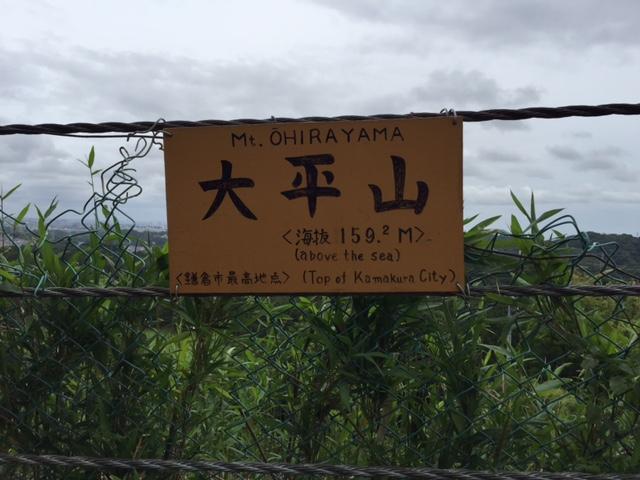 Mt. ŌHIRAYAMA
大平山
<海抜 159.² M>
(above the sea)
<鎌倉市最高地点> (Top of Kamakura City)